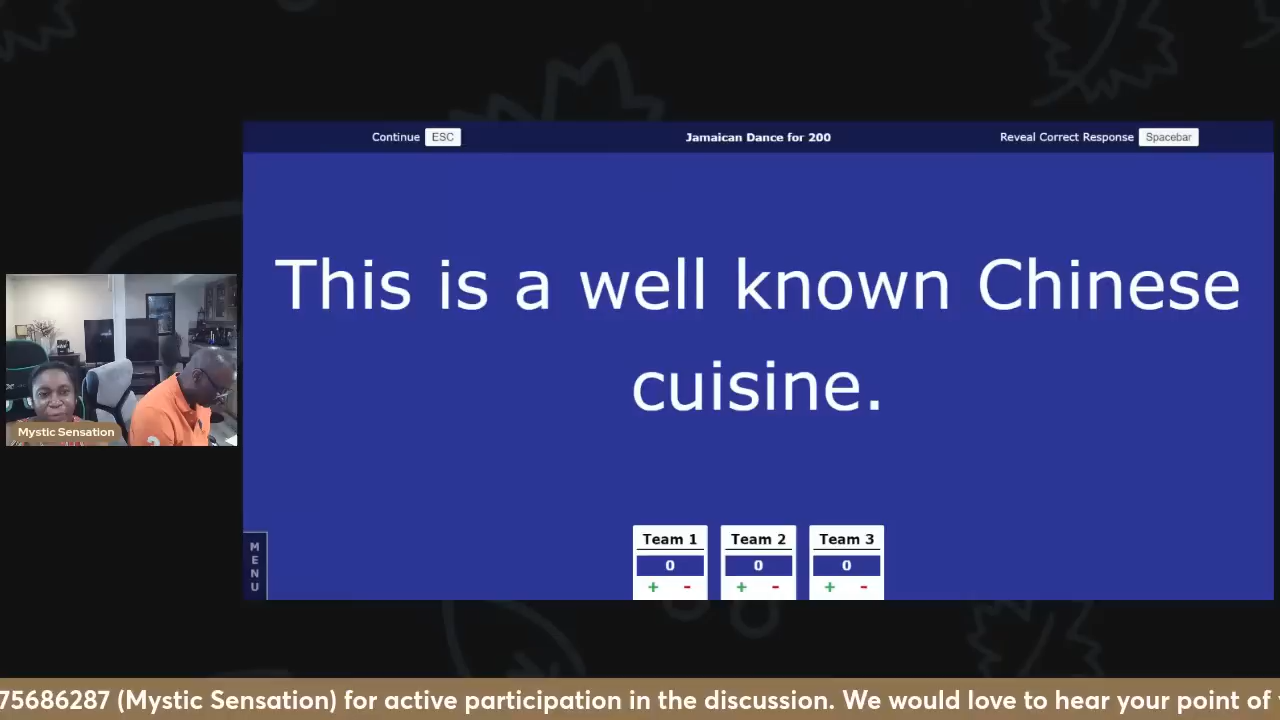 Continue ESC
Jamaican Dance for 200
Reveal Correct Response Spacebar
This is a well known Chinese
cuisine.
Mystic Sensation
MENU
Team 1 Team 2 Team 3
0 0 0
+ - + - + -
75686287 (Mystic Sensation) for active participation in the discussion. We would love to hear your point of